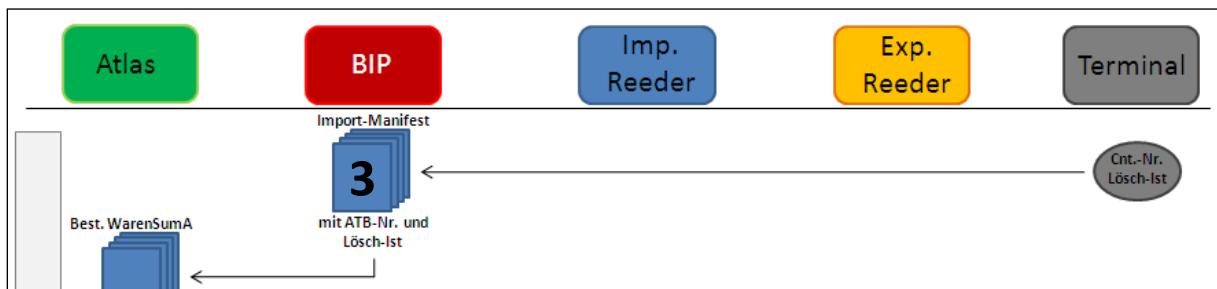 Atlas
BIP
Imp.
Reeder
Exp.
Reeder
Terminal
Import-Manifest
3
mit ATB-Nr. und
Lösch-Ist
Cnt.-Nr.
Lösch-Ist
Best. WarenSumA